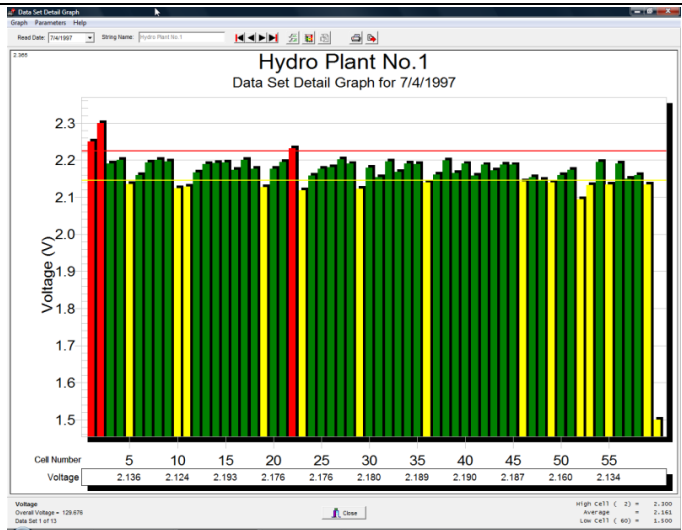 Data Set Detail Graph
Graph Parameters Help
Read Date: 7/4/1997 String Name: Hydro Plant No.1
2.366
Hydro Plant No.1
Data Set Detail Graph for 7/4/1997
2.3
2.2
2.1
2.0
1.9
1.8
1.7
1.6
1.5
Voltage (V)
Cell Number 5 10 15 20 25 30 35 40 45 50 55
Voltage 2.136 2.124 2.193 2.176 2.176 2.180 2.189 2.190 2.187 2.160 2.134
Voltage
Overall Voltage = 129.676
Data Set 1 of 13
Close
High Cell ( 2) = 2.300
Average = 2.161
Low Cell ( 60) = 1.500